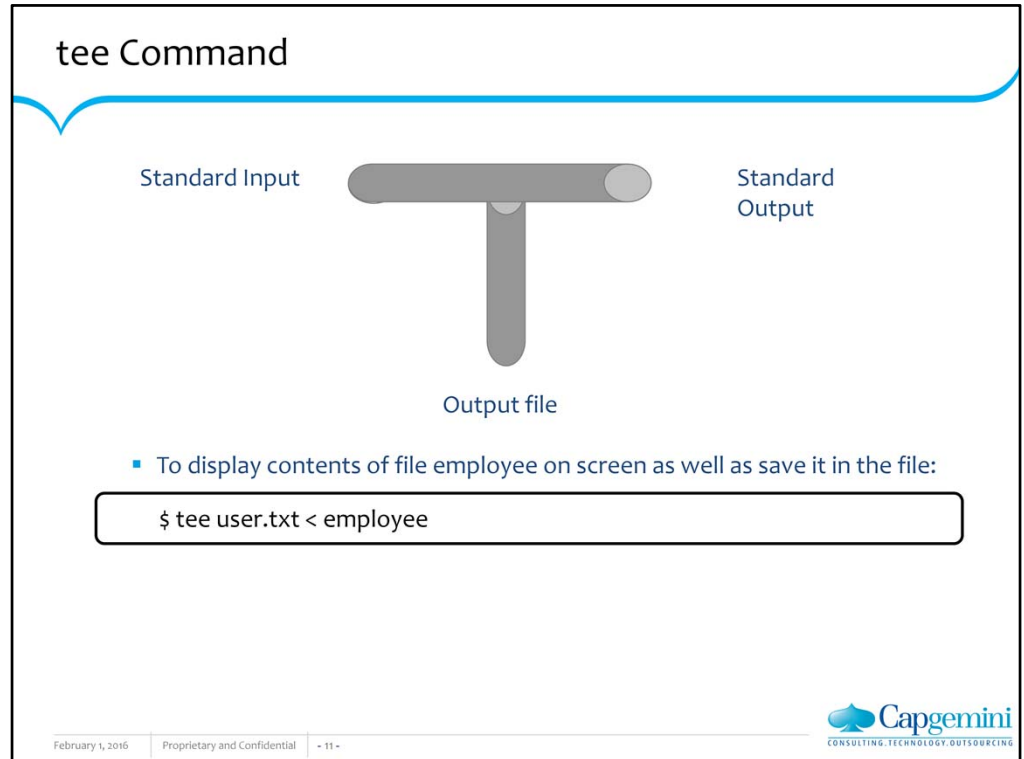 tee Command
Standard Input
Standard
Output
Output file
▪ To display contents of file employee on screen as well as save it in the file:
$ tee user.txt < employee
February 1, 2016
Proprietary and Confidential
- 11 -
Capgemini
CONSULTING.TECHNOLOGY.OUTSOURCING